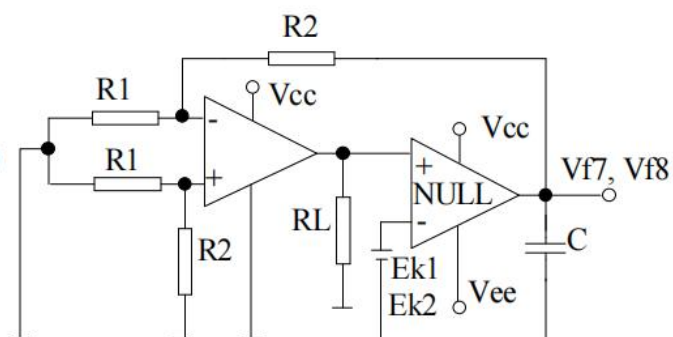 R2
R1
Vcc
-
R1
+
Vcc
+
NULL
-
Vf7, Vf8
RL
R2
C
Ek1
Ek2
Vee